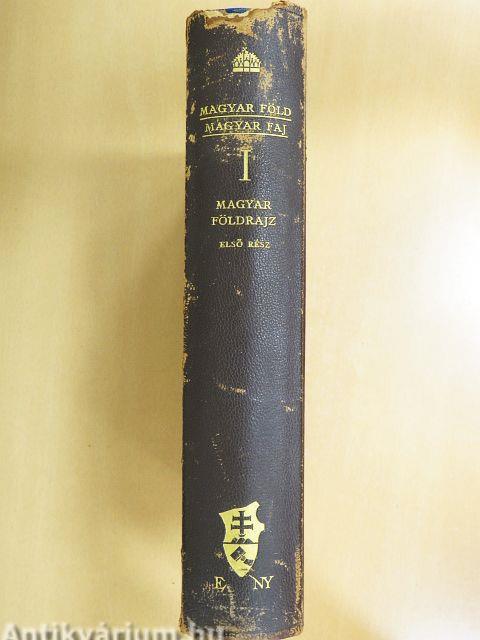 MAGYAR FÖLD
MAGYAR FAJ
I
MAGYAR
FÖLDRAJZ
ELSŐ RÉSZ
E NY
Antikvárium.hu